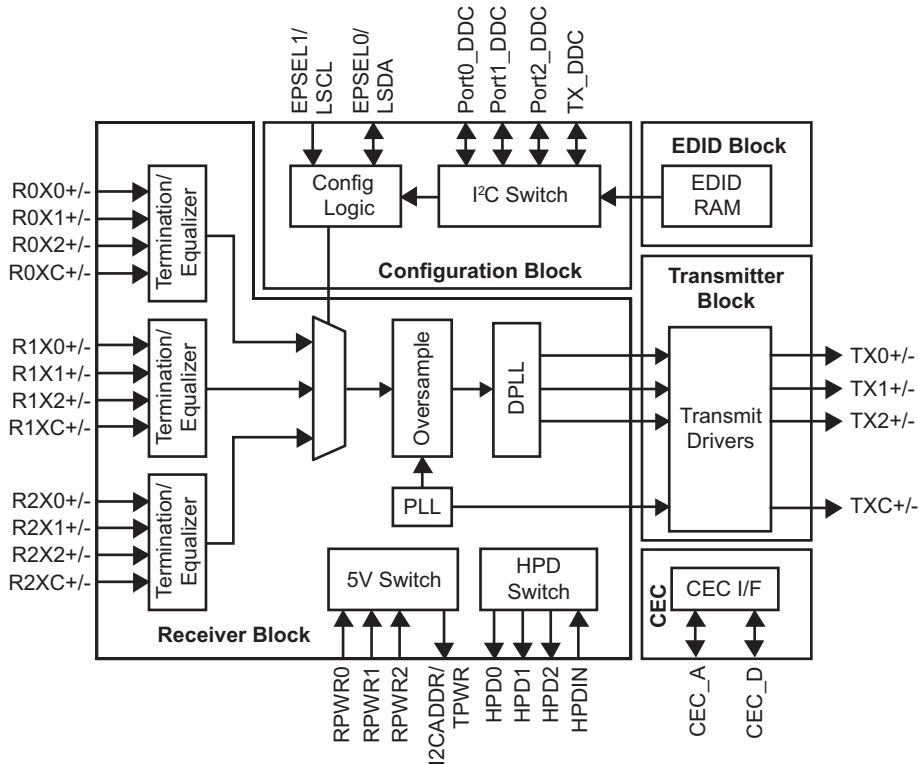 EPSEL1/
LSCL
EPSEL0/
LSDA
Port0_DDC
Port1_DDC
Port2_DDC
TX_DDC
Config
Logic
I²C Switch
Configuration Block
EDID Block
EDID
RAM
R0X0+/-
R0X1+/-
R0X2+/-
R0XC+/-
Termination/
Equalizer
R1X0+/-
R1X1+/-
R1X2+/-
R1XC+/-
Termination/
Equalizer
R2X0+/-
R2X1+/-
R2X2+/-
R2XC+/-
Termination/
Equalizer
Oversample
DPLL
PLL
Transmitter
Block
Transmit
Drivers
TX0+/-
TX1+/-
TX2+/-
TXC+/-
5V Switch
HPD
Switch
Receiver Block
RPWR0
RPWR1
RPWR2
I2CADDR/
TPWR
HPD0
HPD1
HPD2
HPDIN
CEC
CEC I/F
CEC_A
CEC_D